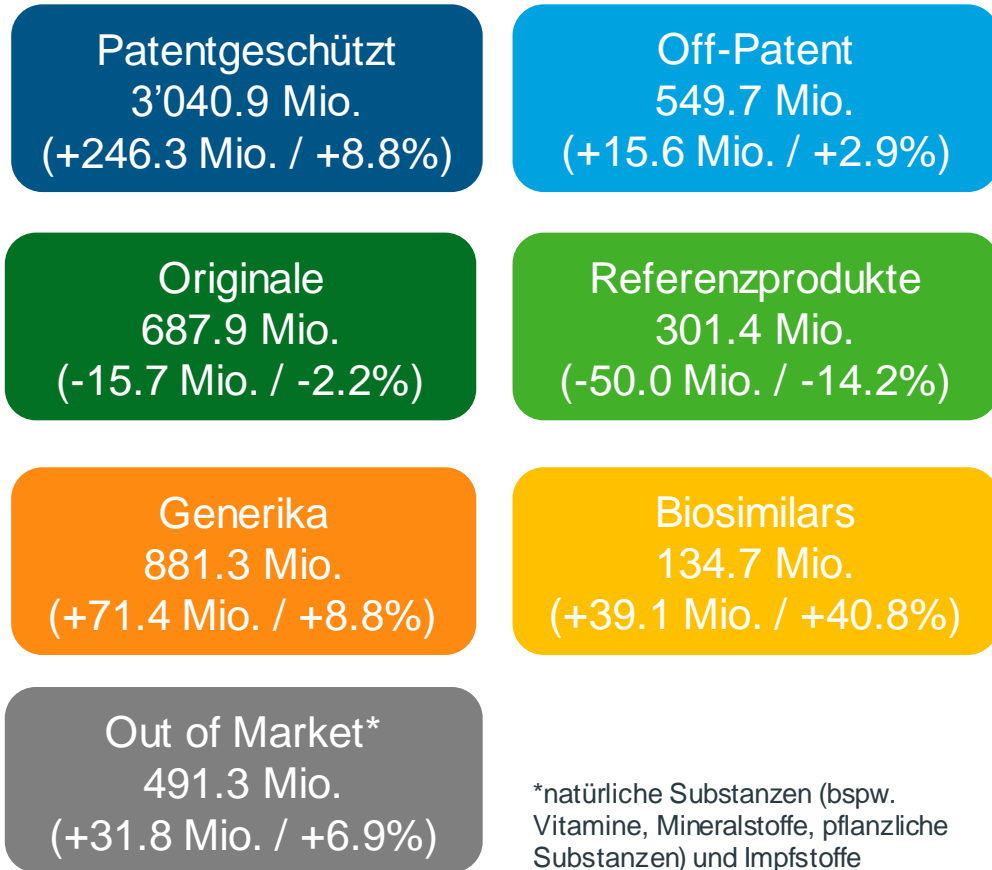 Patentgeschützt
3’040.9 Mio.
(+246.3 Mio. / +8.8%)
Off-Patent
549.7 Mio.
(+15.6 Mio. / +2.9%)
Originale
687.9 Mio.
(-15.7 Mio. / -2.2%)
Referenzprodukte
301.4 Mio.
(-50.0 Mio. / -14.2%)
Generika
881.3 Mio.
(+71.4 Mio. / +8.8%)
Biosimilars
134.7 Mio.
(+39.1 Mio. / +40.8%)
Out of Market*
491.3 Mio.
(+31.8 Mio. / +6.9%)
*natürliche Substanzen (bspw.
Vitamine, Mineralstoffe, pflanzliche
Substanzen) und Impfstoffe